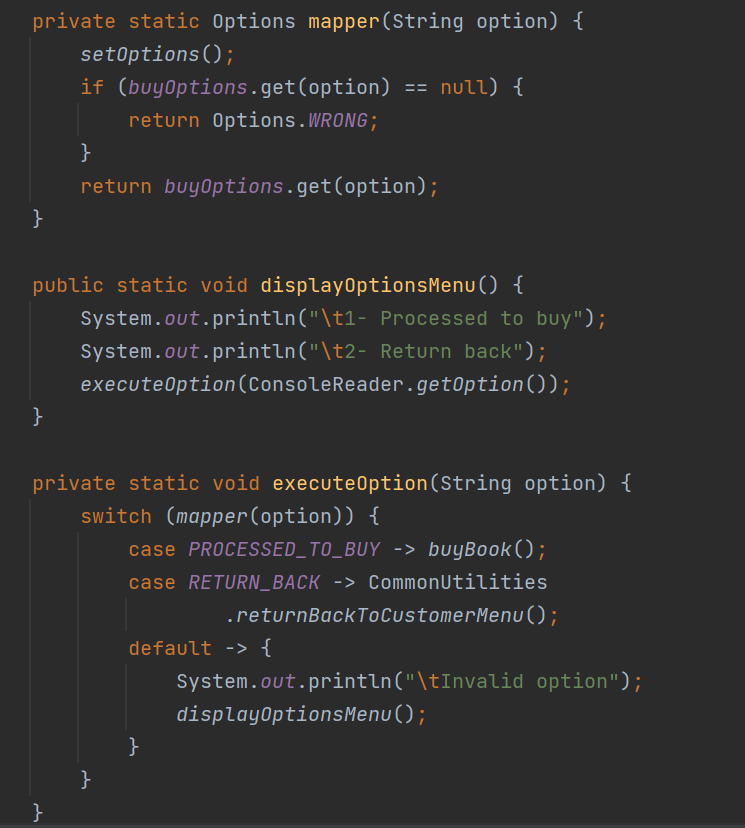 private static Options mapper(String option) {
    setOptions();
    if (buyOptions.get(option) == null) {
        return Options.WRONG;
    }
    return buyOptions.get(option);
}

public static void displayOptionsMenu() {
    System.out.println("\t1- Processed to buy");
    System.out.println("\t2- Return back");
    executeOption(ConsoleReader.getOption());
}

private static void executeOption(String option) {
    switch (mapper(option)) {
        case PROCESSED_TO_BUY -> buyBook();
        case RETURN_BACK -> CommonUtilities
                .returnBackToCustomerMenu();
        default -> {
            System.out.println("\tInvalid option");
            displayOptionsMenu();
        }
    }
}